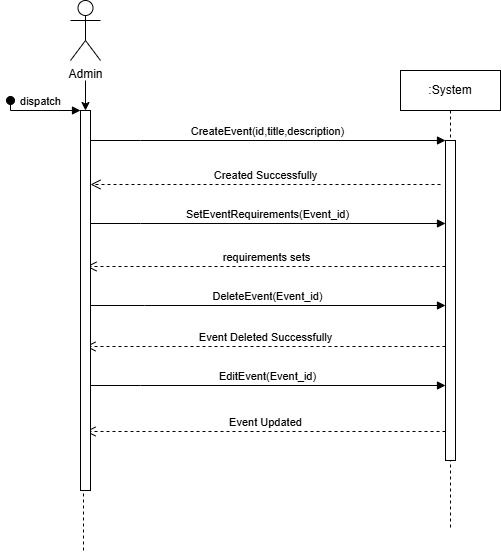 Admin
dispatch
:System
CreateEvent(id,title,description)
Created Successfully
SetEventRequirements(Event_id)
requirements sets
DeleteEvent(Event_id)
Event Deleted Successfully
EditEvent(Event_id)
Event Updated